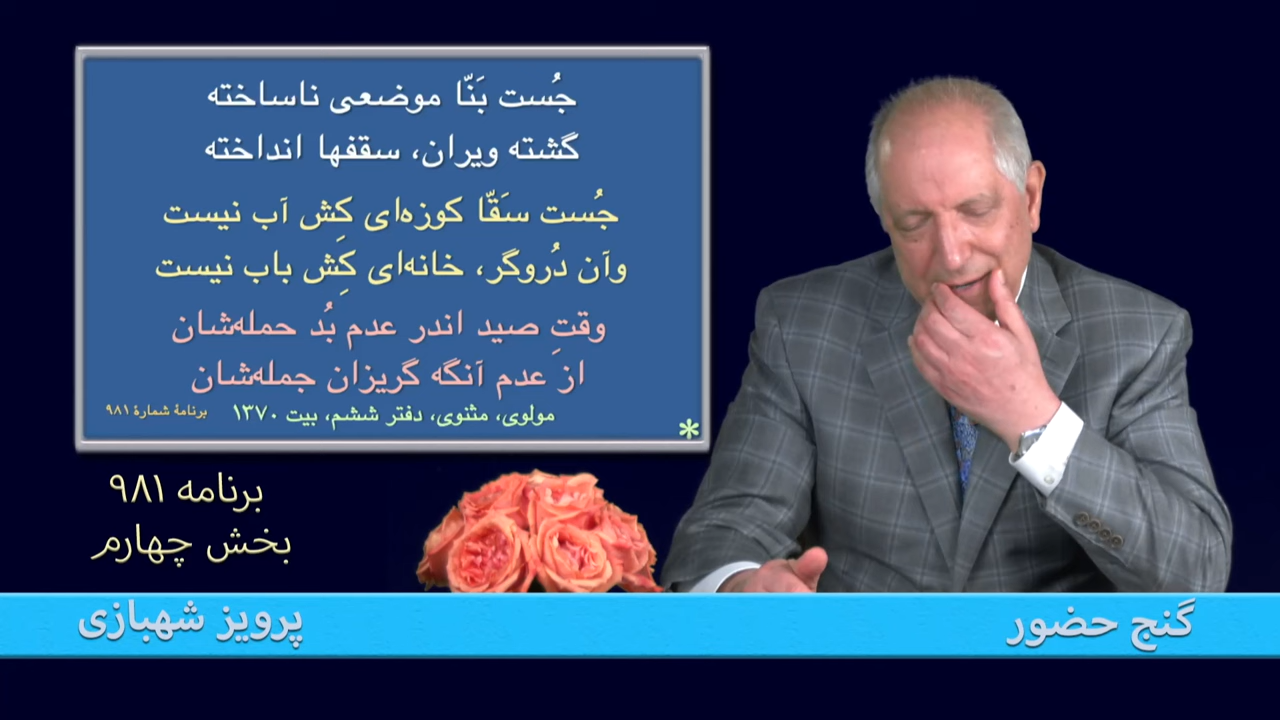 جُست بَنّا موضعی ناساخته
گشته ویران، سقفها انداخته
جُست سَقّا کوزه‌ای کِش آب نیست
وآن دُروگر، خانه‌ای کِش باب نیست
وقتِ صید اندر عدم بُد حمله‌شان
از عدم آنگه گریزان جمله‌شان
مولوی، مثنوی، دفتر ششم، بیت ۱۳۷۰ برنامهٔ شمارهٔ ۹۸۱
*
برنامه ۹۸۱
بخش چهارم
گنج حضور پرویز شهبازی